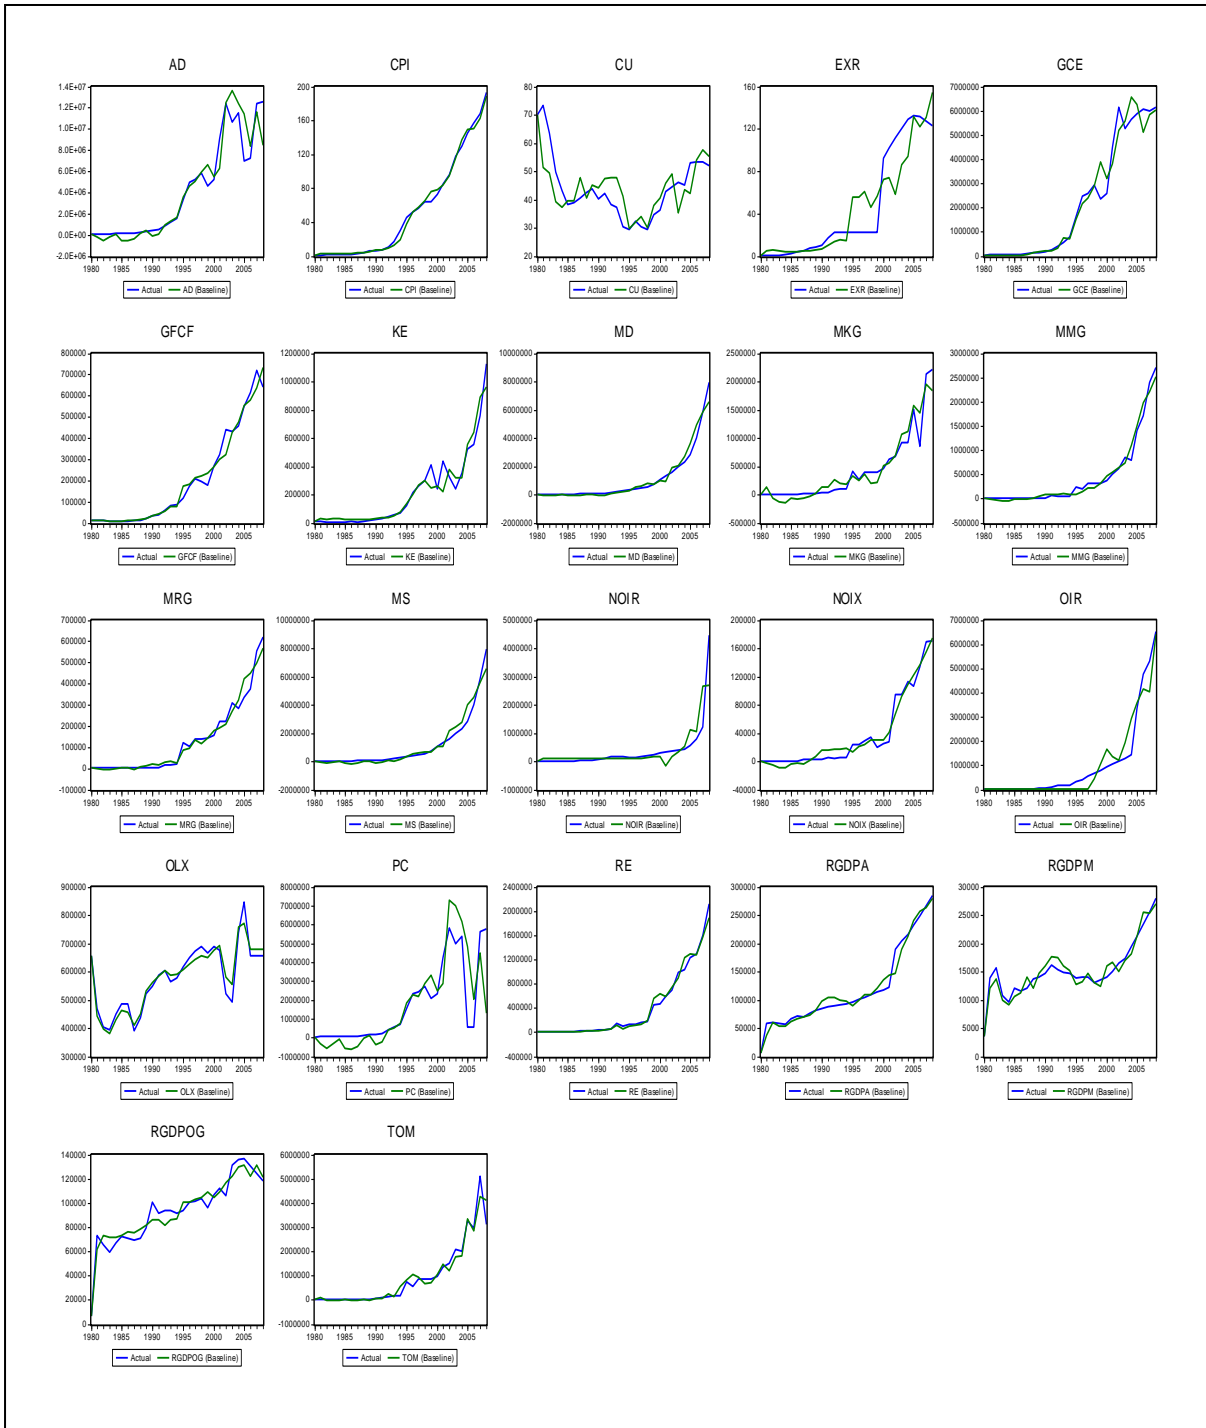 AD CPI CU EXR GCE
1.4E+07 200 80 160 7000000
1.2E+07 160 70 120 6000000
1.0E+07 120 60 80 5000000
8.0E+06 80 50 40 4000000
6.0E+06 40 40 0 3000000
4.0E+06 0 30 2000000
2.0E+06 20 1000000
0.0E+00 0
-2.0E+06
1980 1985 1990 1995 2000 2005 1980 1985 1990 1995 2000 2005 1980 1985 1990 1995 2000 2005 1980 1985 1990 1995 2000 2005 1980 1985 1990 1995 2000 2005
Actual AD (Baseline) Actual CPI (Baseline) Actual CU (Baseline) Actual EXR (Baseline) Actual GCE (Baseline)
GFCF KE MD MKG MMG
800000 1200000 10000000 2500000 3000000
700000 1000000 8000000 2000000 2500000
600000 800000 6000000 1500000 2000000
500000 600000 4000000 1000000 1500000
400000 400000 2000000 500000 1000000
300000 200000 0 0 500000
200000 0 -2000000 -500000 0
100000 -500000
0
1980 1985 1990 1995 2000 2005 1980 1985 1990 1995 2000 2005 1980 1985 1990 1995 2000 2005 1980 1985 1990 1995 2000 2005 1980 1985 1990 1995 2000 2005
Actual GFCF (Baseline) Actual KE (Baseline) Actual MD (Baseline) Actual MKG (Baseline) Actual MMG (Baseline)
MRG MS NOIR NOIX OIR
700000 10000000 5000000 200000 7000000
600000 8000000 4000000 160000 6000000
500000 6000000 3000000 120000 5000000
400000 4000000 2000000 80000 4000000
300000 2000000 1000000 40000 3000000
200000 0 0 0 2000000
100000 -2000000 -1000000 -40000 1000000
0 0
-100000
1980 1985 1990 1995 2000 2005 1980 1985 1990 1995 2000 2005 1980 1985 1990 1995 2000 2005 1980 1985 1990 1995 2000 2005 1980 1985 1990 1995 2000 2005
Actual MRG (Baseline) Actual MS (Baseline) Actual NOIR (Baseline) Actual NOIX (Baseline) Actual OIR (Baseline)
OLX PC RE RGDPA RGDPM
900000 8000000 2400000 300000 30000
800000 7000000 2000000 250000 25000
700000 6000000 1600000 200000 20000
600000 5000000 1200000 150000 15000
500000 4000000 800000 100000 10000
400000 3000000 400000 50000 5000
300000 2000000 0 0 0
1000000 -400000
0
-1000000
1980 1985 1990 1995 2000 2005 1980 1985 1990 1995 2000 2005 1980 1985 1990 1995 2000 2005 1980 1985 1990 1995 2000 2005 1980 1985 1990 1995 2000 2005
Actual OLX (Baseline) Actual PC (Baseline) Actual RE (Baseline) Actual RGDPA (Baseline) Actual RGDPM (Baseline)
RGDPOG TOM
140000 6000000
120000 5000000
100000 4000000
80000 3000000
60000 2000000
40000 1000000
20000 0
0 -1000000
1980 1985 1990 1995 2000 2005 1980 1985 1990 1995 2000 2005
Actual RGDPOG (Baseline) Actual TOM (Baseline)